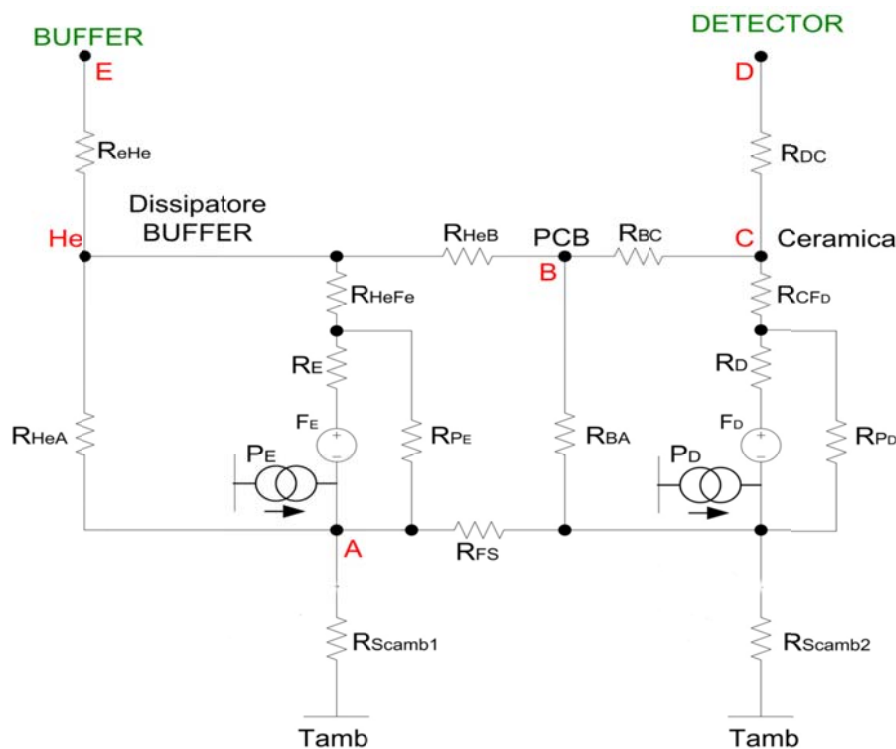 BUFFER
DETECTOR
E
D
ReHe
RDC
Dissipatore
BUFFER
He
RHeB
PCB
RBC
C
Ceramica
B
RHeFe
RCFD
RE
RD
FE
FD
RHeA
RPE
RBA
RPD
PE
PD
A
RFS
RScamb1
RScamb2
Tamb
Tamb